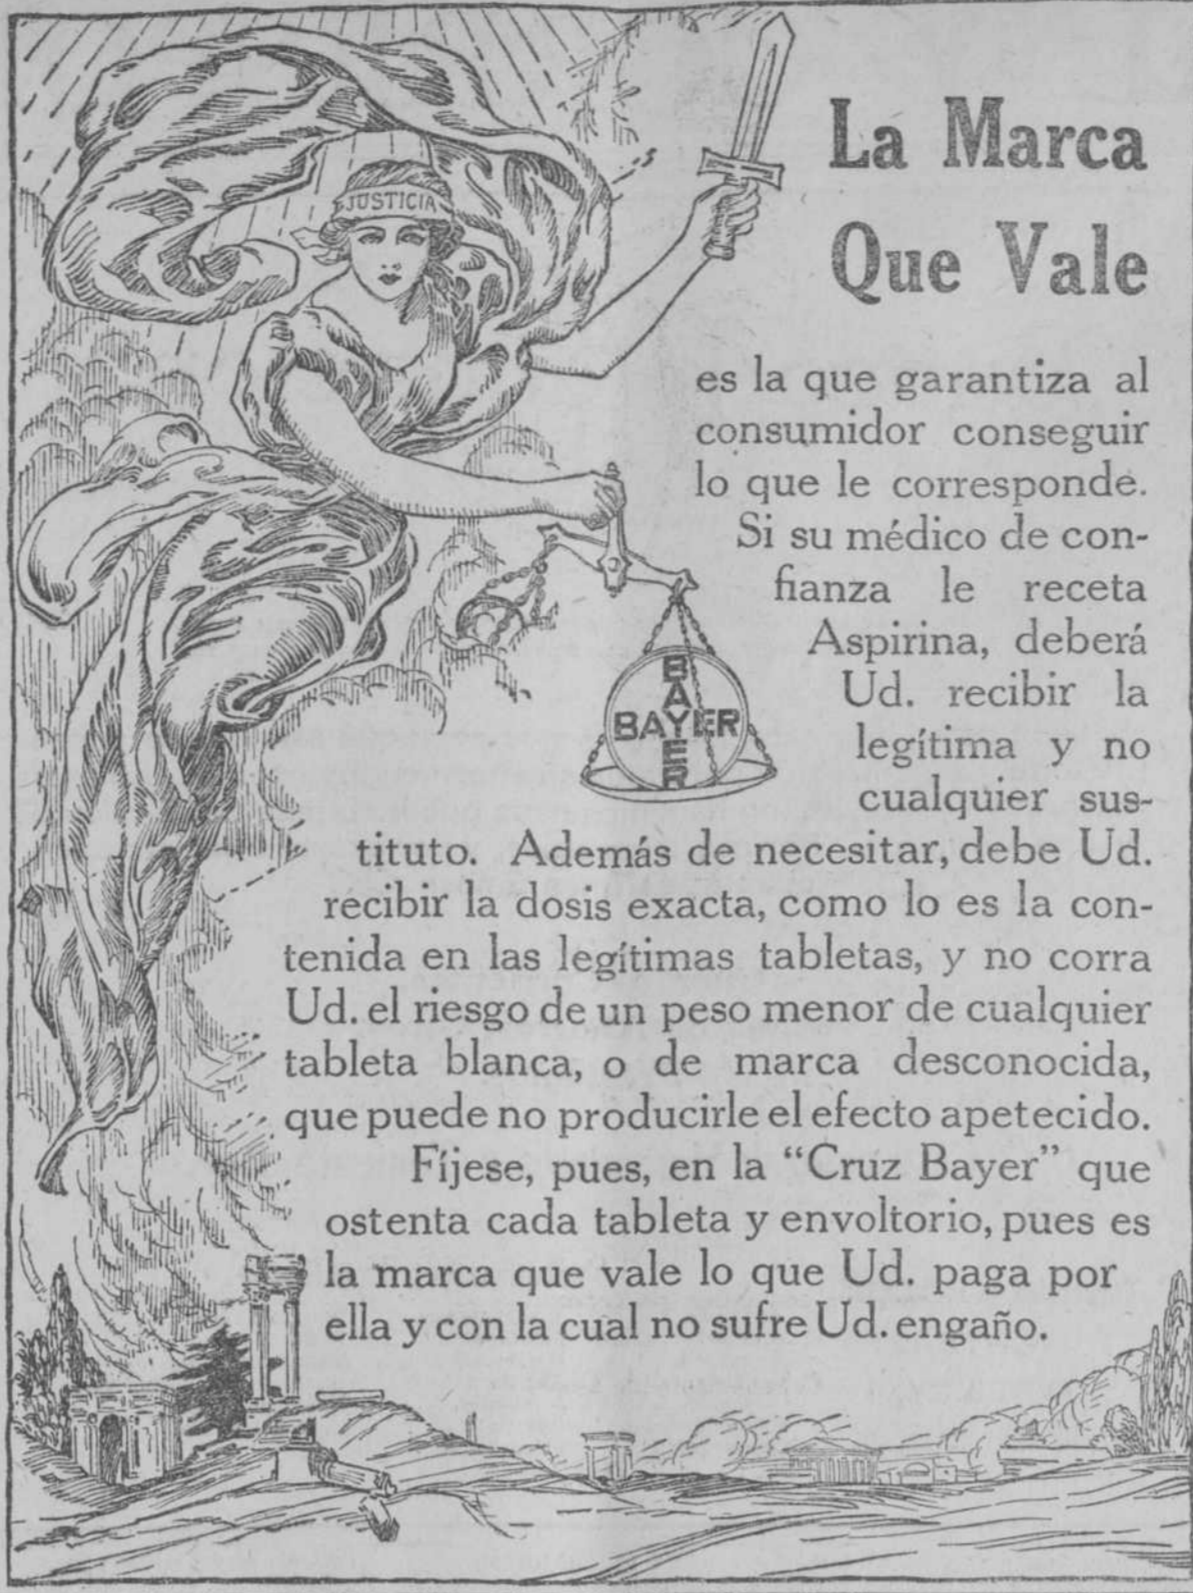 La Marca
Que Vale
JUSTICIA
es la que garantiza al
consumidor conseguir
lo que le corresponde.
Si su médico de con-
fianza le receta
Aspirina, deberá
Ud. recibir la
legítima y no
cualquier sus-
tituto. Además de necesitar, debe Ud.
recibir la dosis exacta, como lo es la con-
tenida en las legítimas tabletas, y no corra
Ud. el riesgo de un peso menor de cualquier
tableta blanca, o de marca desconocida,
que puede no producirle el efecto apetecido.
Fíjese, pues, en la “Cruz Bayer” que
ostenta cada tableta y envoltorio, pues es
la marca que vale lo que Ud. paga por
ella y con la cual no sufre Ud. engaño.
BAYER
BAYER